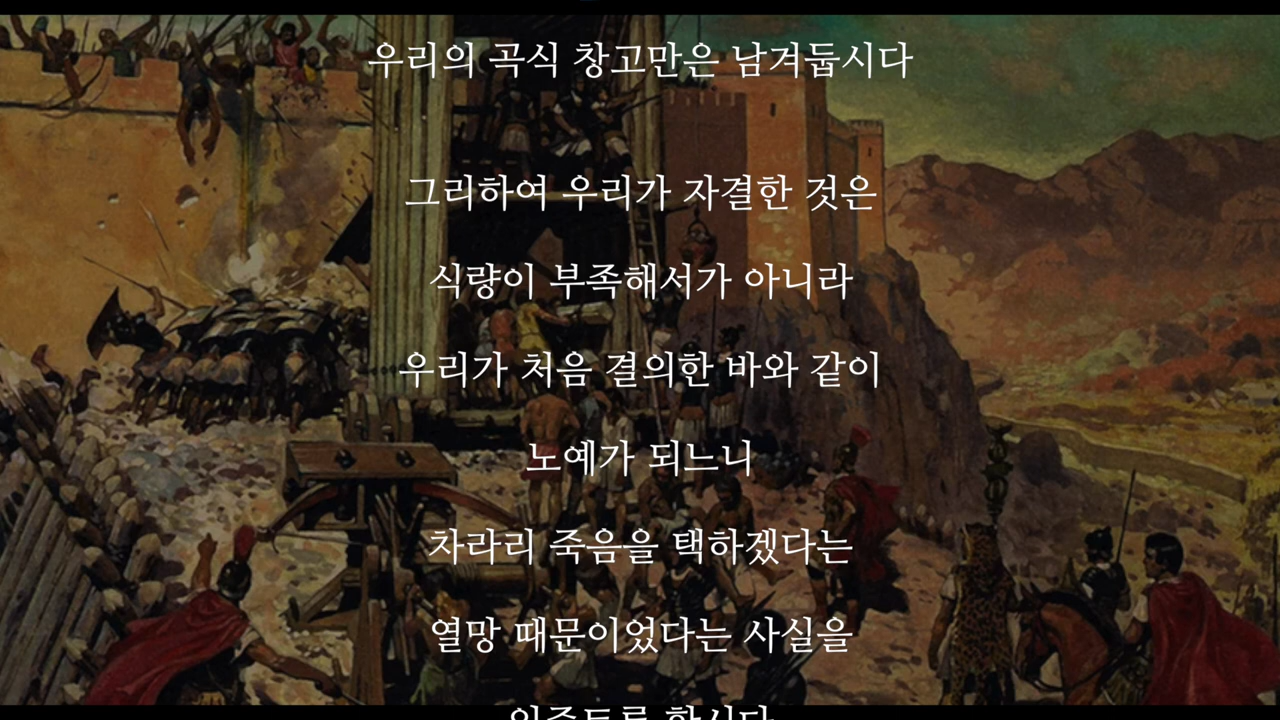 우리의 곡식 창고만은 남겨둡시다
그리하여 우리가 자결한 것은
식량이 부족해서가 아니라
우리가 처음 결의한 바와 같이
노예가 되느니
차라리 죽음을 택하겠다는
열망 때문이었다는 사실을